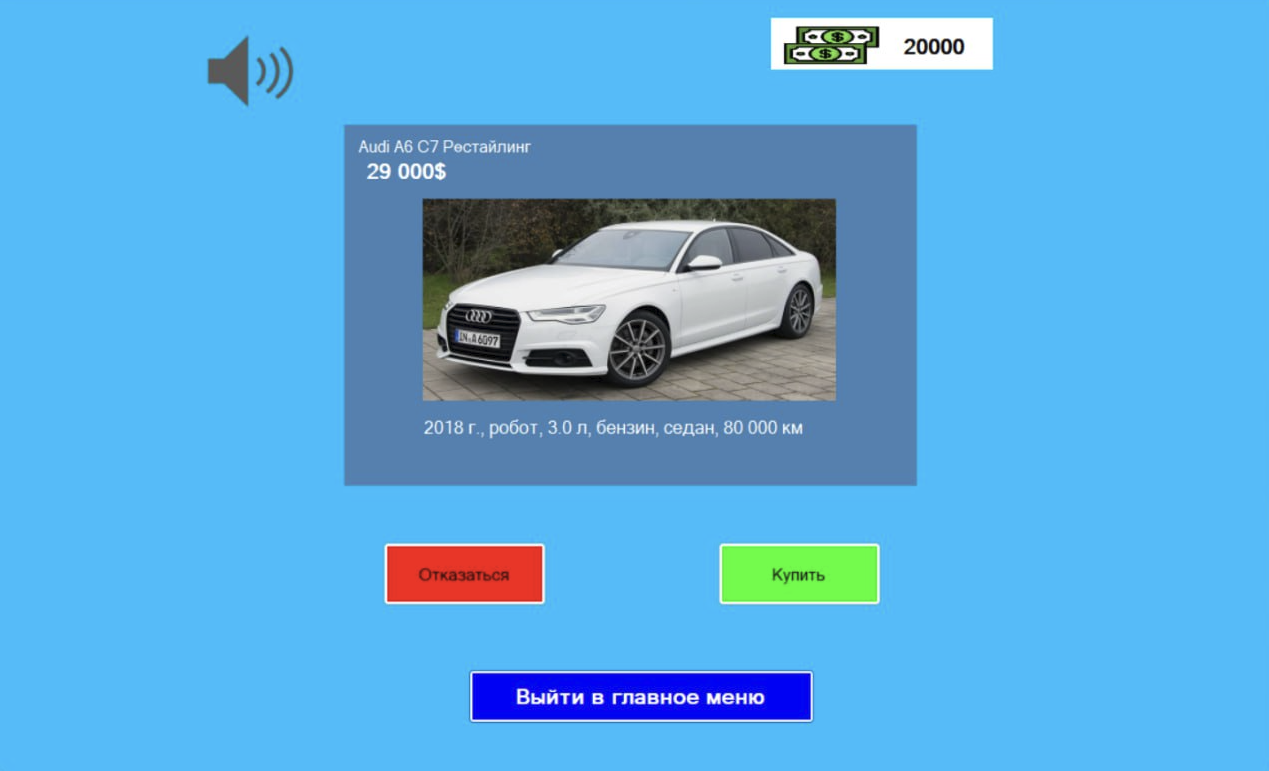 20000
Audi A6 C7 Рестайлинг
29 000$
IN A 6097
2018 г., робот, 3.0 л, бензин, седан, 80 000 км
Отказаться
Купить
Выйти в главное меню